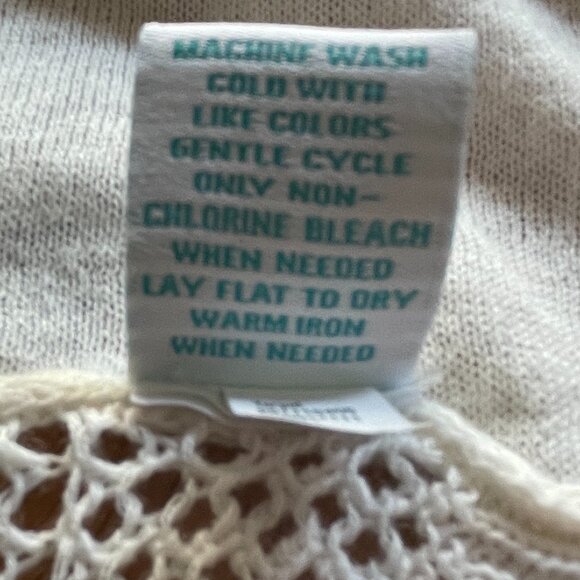 MACHINE WASH
COLD WITH
LIKE COLORS
GENTLE CYCLE
ONLY NON-
CHLORINE BLEACH
WHEN NEEDED
LAY FLAT TO DRY
WARM IRON
WHEN NEEDED